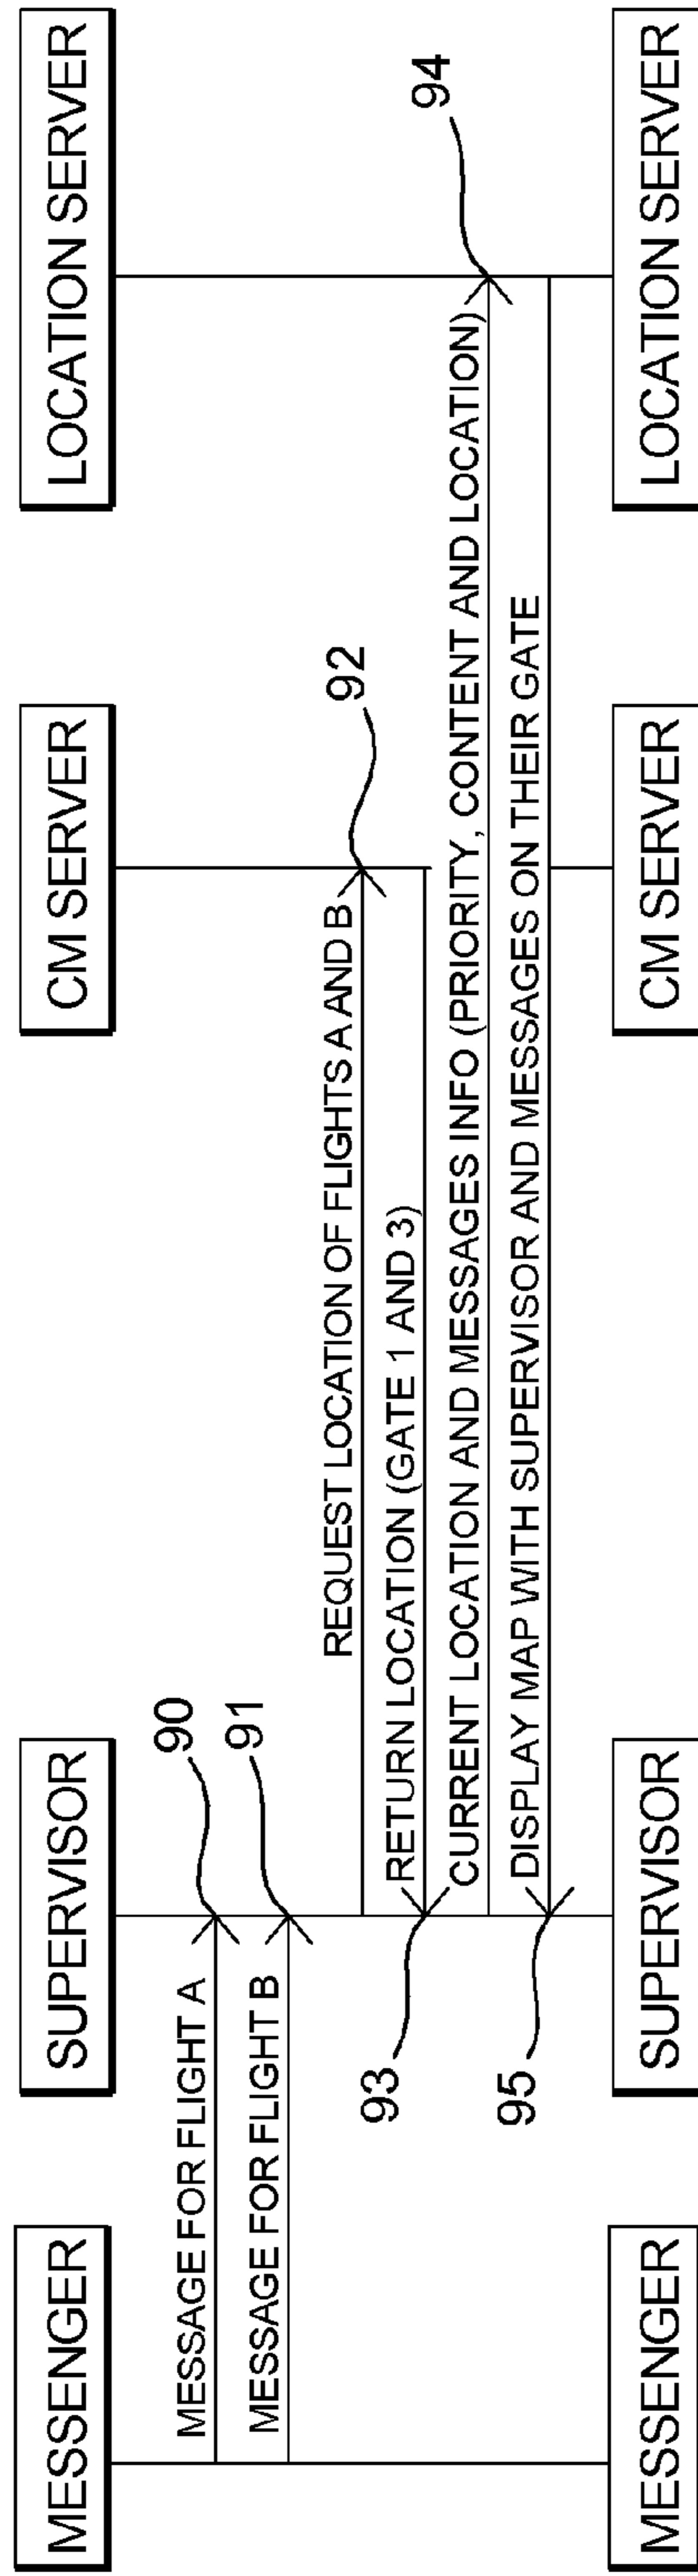 MESSENGER
SUPERVISOR
CM SERVER
LOCATION SERVER
MESSAGE FOR FLIGHT A
90
MESSAGE FOR FLIGHT B
91
REQUEST LOCATION OF FLIGHTS A AND B
92
93
RETURN LOCATION (GATE 1 AND 3)
CURRENT LOCATION AND MESSAGES INFO (PRIORITY, CONTENT AND LOCATION)
94
95
DISPLAY MAP WITH SUPERVISOR AND MESSAGES ON THEIR GATE
MESSENGER
SUPERVISOR
CM SERVER
LOCATION SERVER